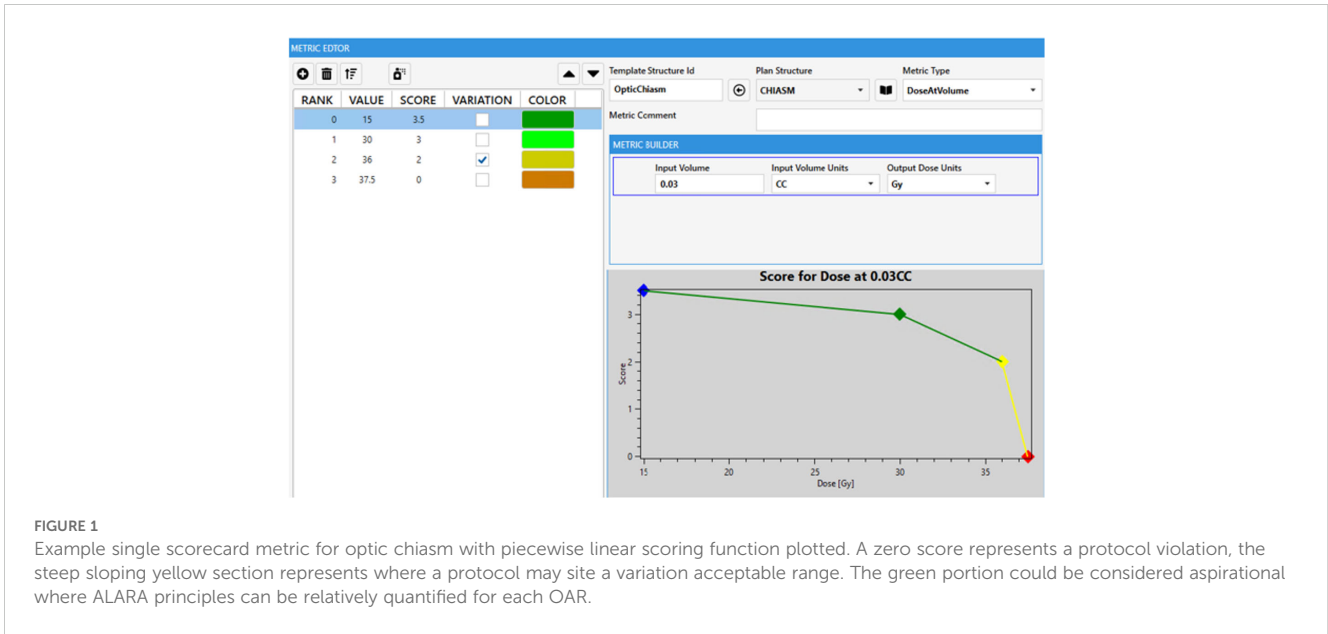 METRIC EDTOR
Template Structure Id
Plan Structure
Metric Type
OpticChiasm
CHIASM
DoseAtVolume
RANK VALUE SCORE VARIATION COLOR
0 15 3.5
1 30 3
2 36 2
3 37.5 0
Metric Comment
METRIC BUILDER
Input Volume
Input Volume Units
Output Dose Units
0.03
CC
Gy
Score for Dose at 0.03CC
3
2
1
0
Score
15 20 25 30 35
Dose [Gy]
FIGURE 1
Example single scorecard metric for optic chiasm with piecewise linear scoring function plotted. A zero score represents a protocol violation, the
steep sloping yellow section represents where a protocol may site a variation acceptable range. The green portion could be considered aspirational
where ALARA principles can be relatively quantified for each OAR.